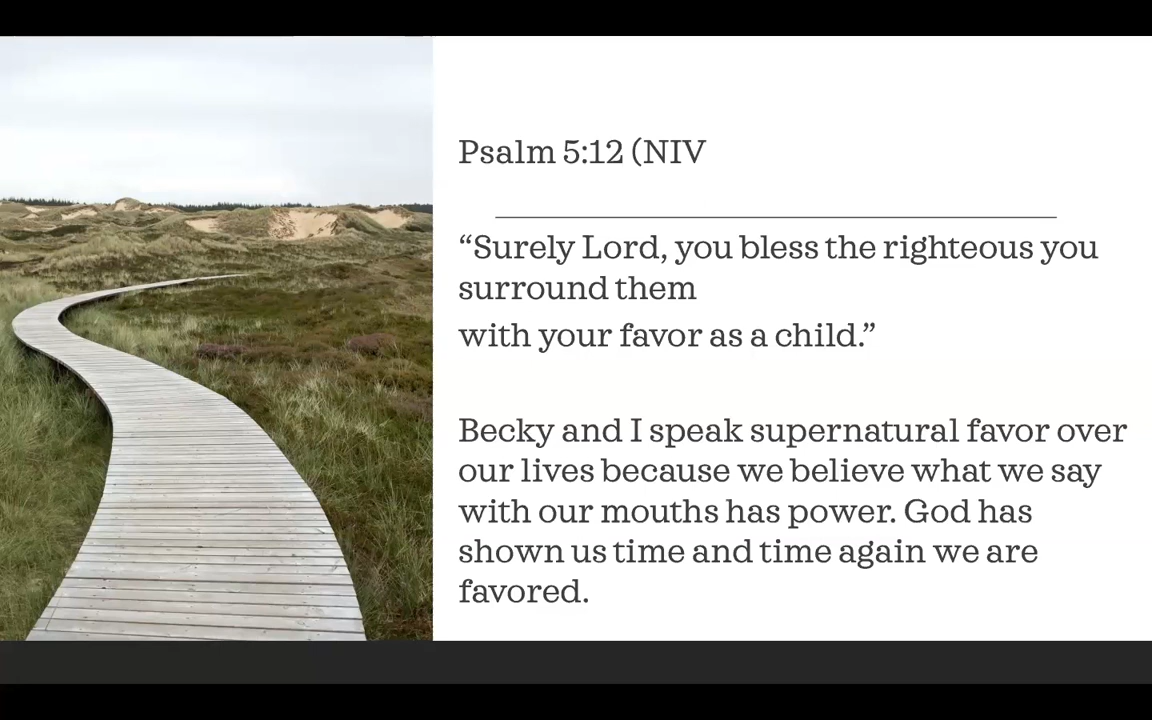 Psalm 5:12 (NIV
“Surely Lord, you bless the righteous you
surround them
with your favor as a child.”
Becky and I speak supernatural favor over
our lives because we believe what we say
with our mouths has power. God has
shown us time and time again we are
favored.